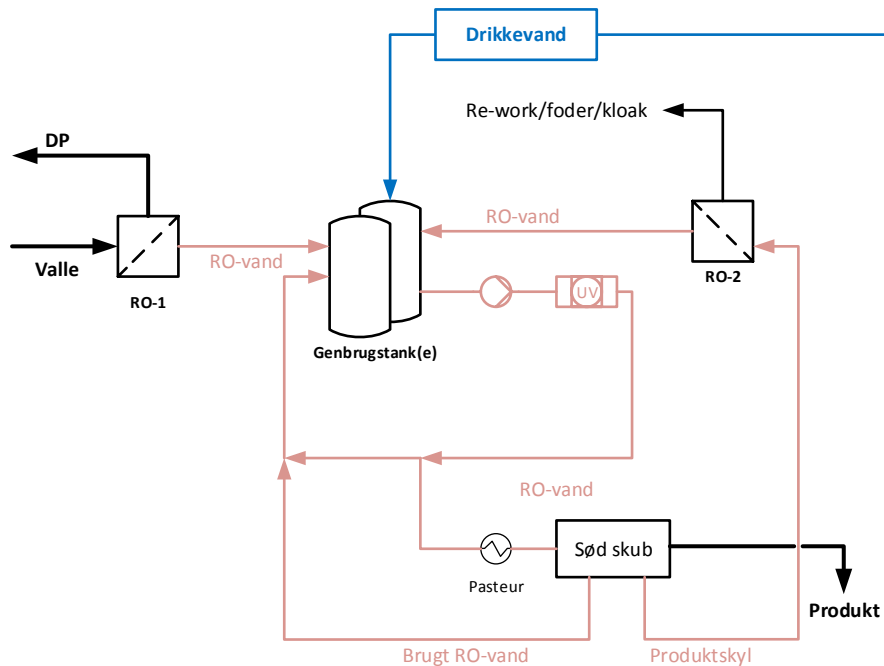 Drikkevand
Re-work/foder/kloak
DP
RO-vand
Valle
RO-vand
RO-1
RO-2
UV
Genbrugstank(e)
RO-vand
Sød skub
Pasteur
Produkt
Brugt RO-vand
Produktskyl